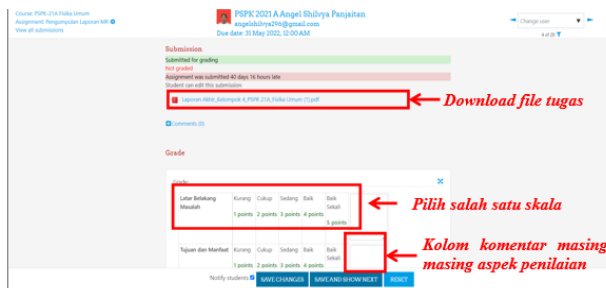 Course: PSPK-21A Fisika Umum
Assignment: Pengumpulan Laporan MR
View all submissions
PSPK 2021 A Angel Shilvya Panjaitan
angelshilvya296@gmail.com
Due date: 31 May 2022, 12:00 AM
Change user
4 of 28
Submission
Submitted for grading
Not graded
Assignment was submitted 40 days 16 hours late
Student can edit this submission
Laporan Akhir_Kelompok 4_PSPK 21A_Fisika Umum (1).pdf
Download file tugas
Comments (0)
Grade
Grade:
Latar Belakang Masalah
Kurang
1 points
Cukup
2 points
Sedang
3 points
Baik
4 points
Baik Sekali
5 points
Pilih salah satu skala
Tujuan dan Manfaat
Kurang
1 points
Cukup
2 points
Sedang
3 points
Baik
4 points
Baik Sekali
Kolom komentar masing
masing aspek penilaian
Notify students
SAVE CHANGES
SAVE AND SHOW NEXT
RESET